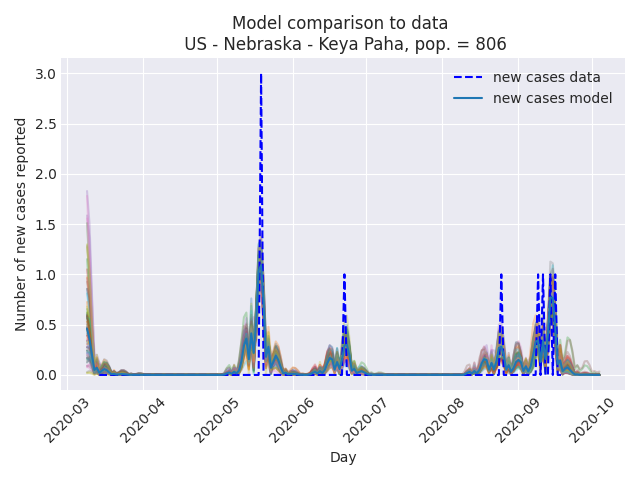 Model comparison to data
US - Nebraska - Keya Paha, pop. = 806
new cases data
new cases model
Number of new cases reported
3.0
2.5
2.0
1.5
1.0
0.5
0.0
2020-03
2020-04
2020-05
2020-06
2020-07
2020-08
2020-09
2020-10
Day